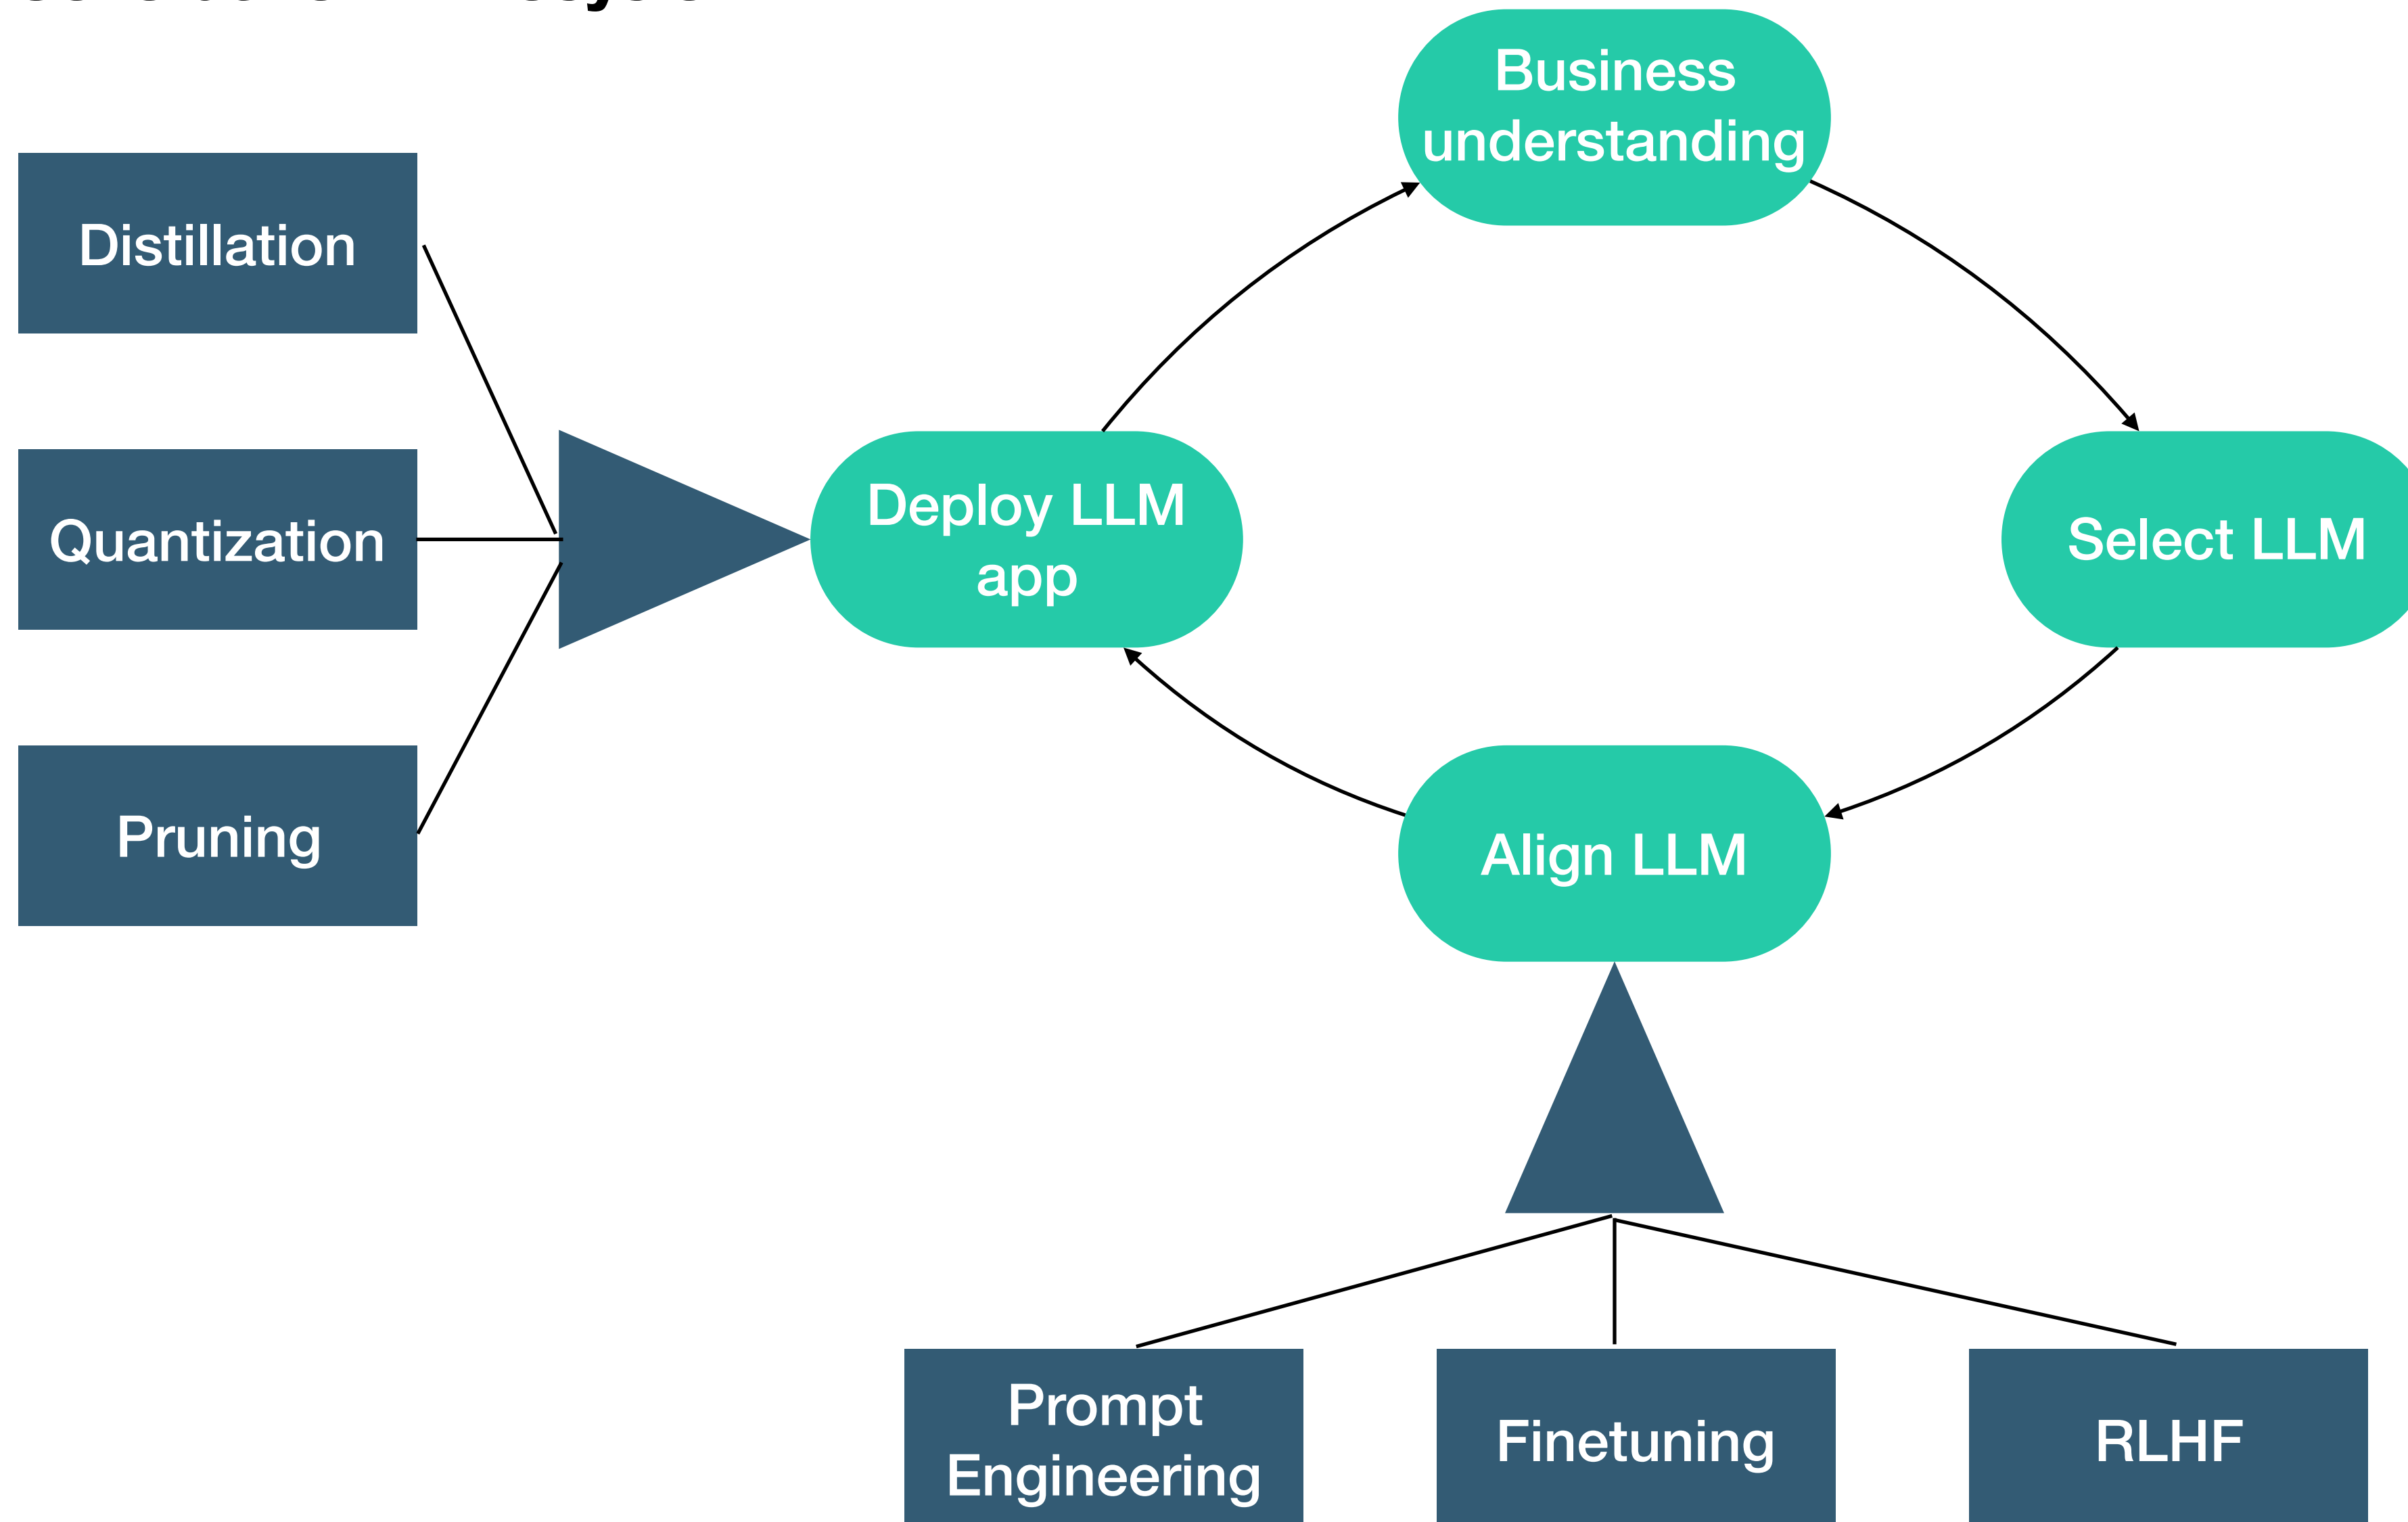 Business
understanding
Distillation
Deploy LLM
app
Select LLM
Quantization
Pruning
Align LLM
Prompt
Engineering
Finetuning
RLHF